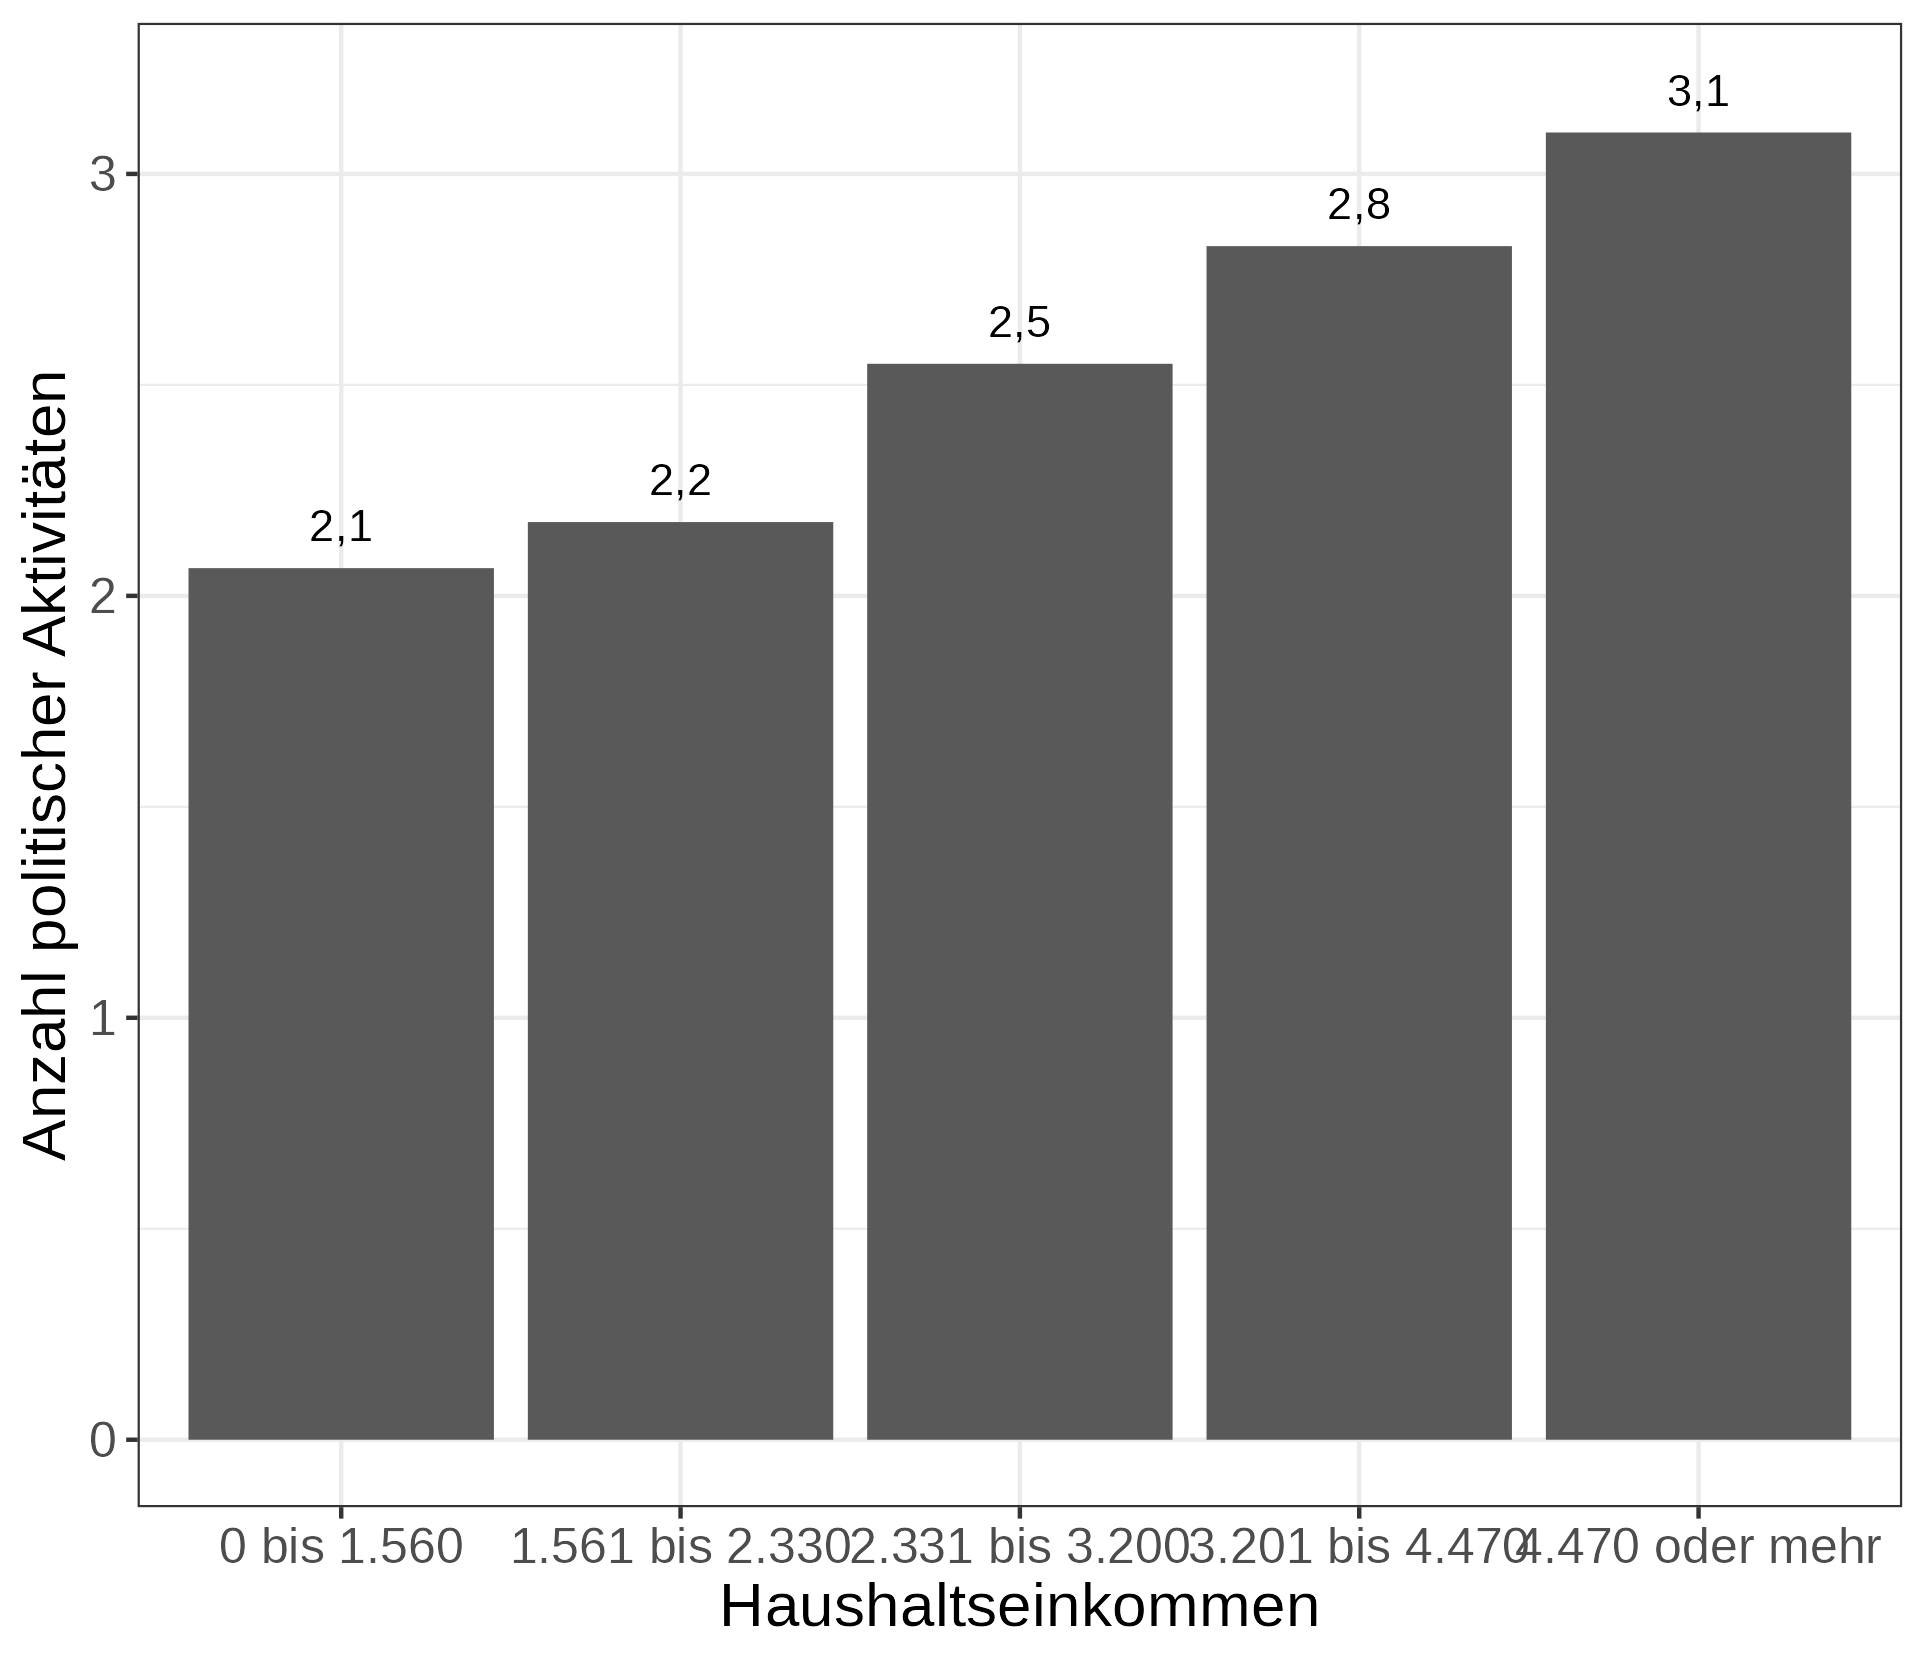 Anzahl politischer Aktivitäten
3
2
1
0
2,1
2,2
2,5
2,8
3,1
0 bis 1.560
1.561 bis 2.330
2.331 bis 3.200
3.201 bis 4.470
4.470 oder mehr
Haushaltseinkommen